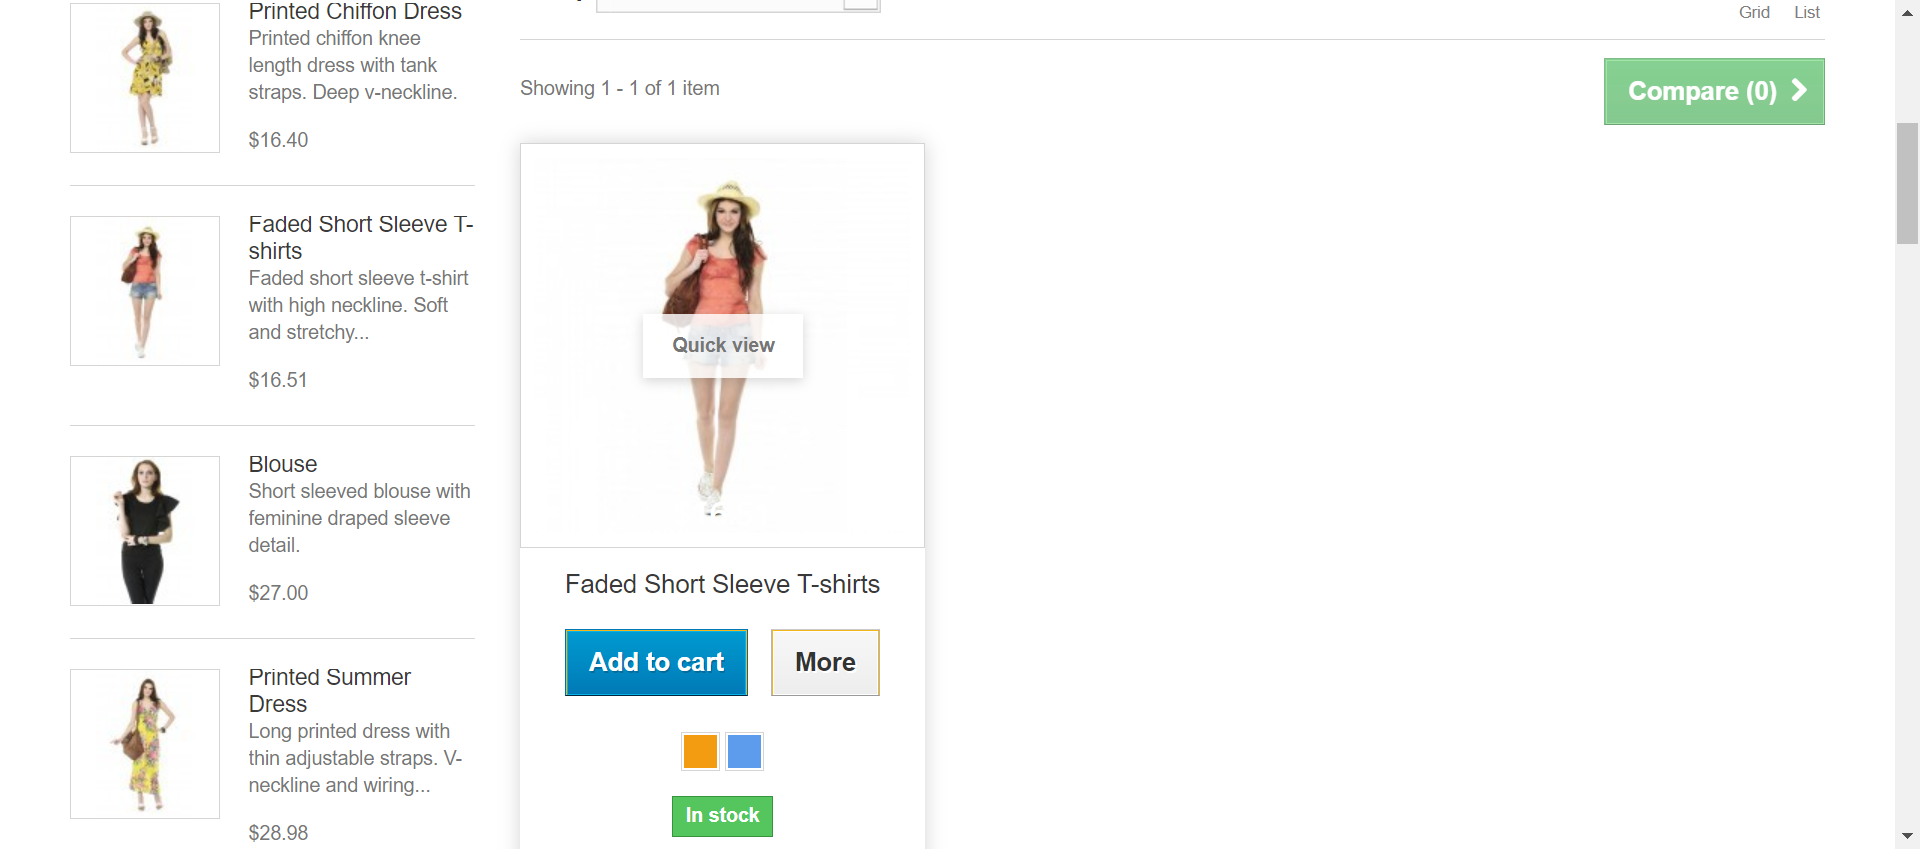 Printed Chiffon Dress
Printed chiffon knee
length dress with tank
straps. Deep v-neckline.
$16.40
Faded Short Sleeve T-
shirts
Faded short sleeve t-shirt
with high neckline. Soft
and stretchy...
$16.51
Blouse
Short sleeved blouse with
feminine draped sleeve
detail.
$27.00
Printed Summer
Dress
Long printed dress with
thin adjustable straps. V-
neckline and wiring...
$28.98
Grid List
Showing 1 - 1 of 1 item
Compare (0)
Quick view
Faded Short Sleeve T-shirts
Add to cart
More
In stock